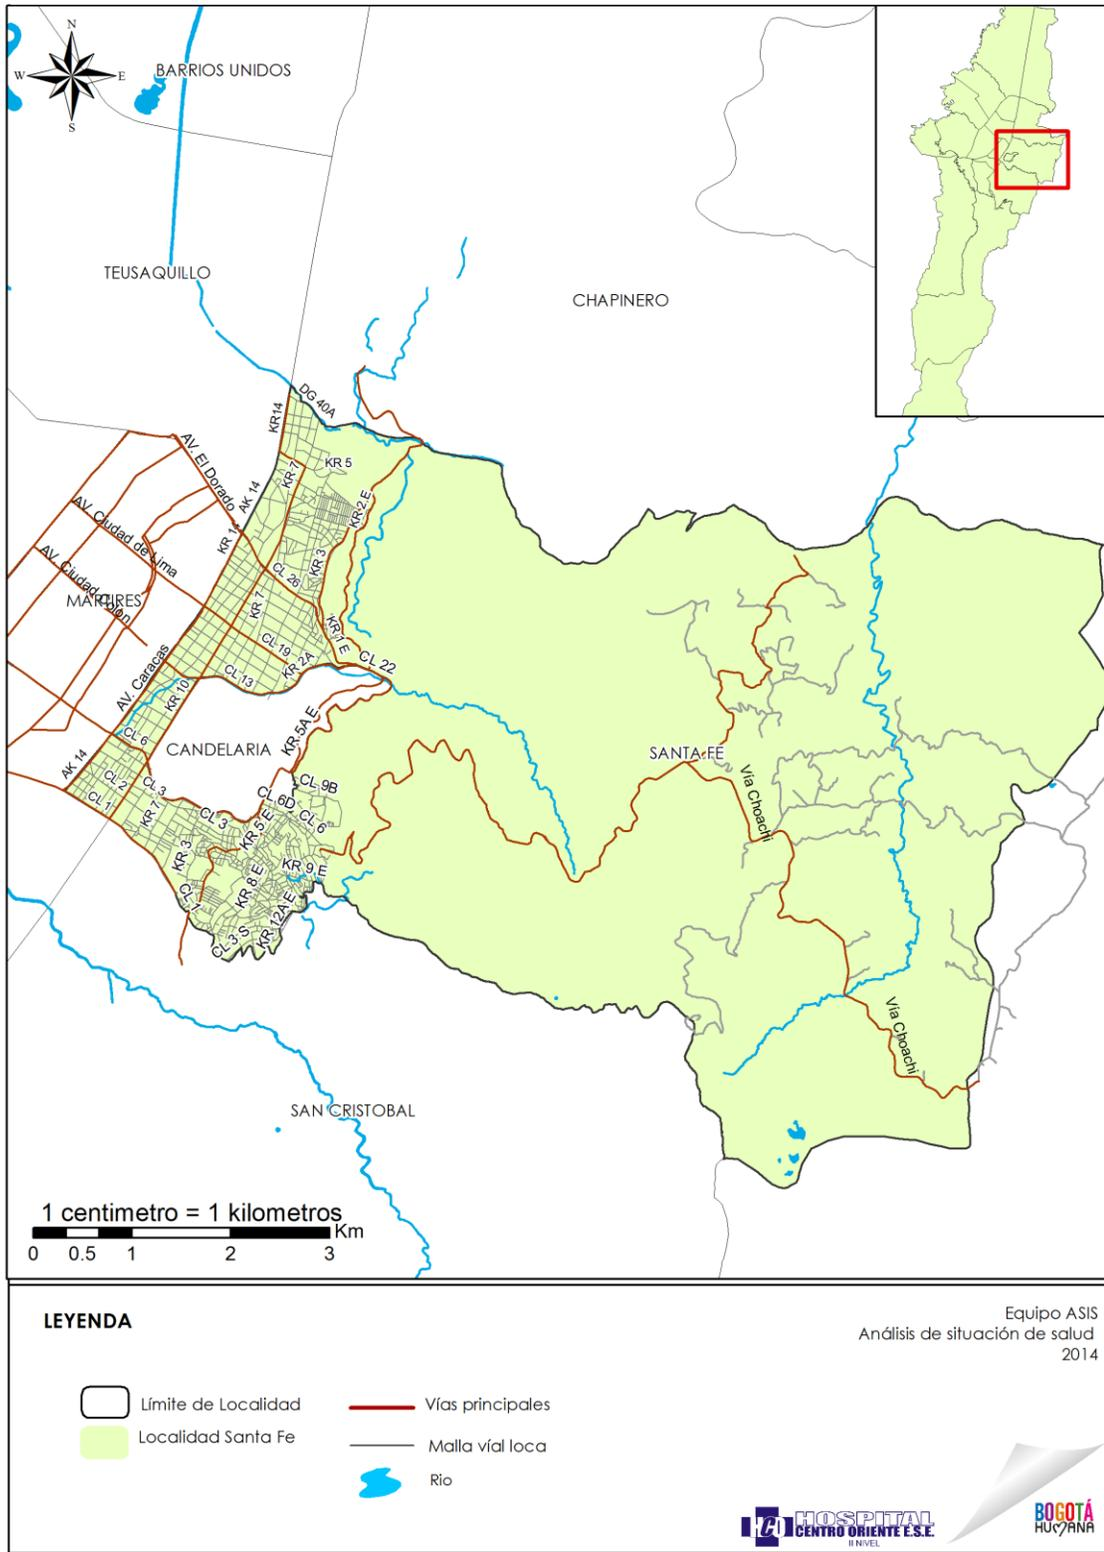 N
W
E
S
BARRIOS UNIDOS
TEUSAQUILLO
CHAPINERO
DG 40A
KR14
KR 7
KR 5
AV. El Dorado
AK 14
KR 2 E
AV. Ciudad de Lima
KR 14
KR 3
AV. Ciudad Colón
CL 26
MARTIRES
KR 7
KR 1 E
CL 19
KR 2A
CL 22
AV. Caracas
CL 13
KR 10
KR 5A E
CL 6
CANDELARIA
SANTA FE
AK 14
CL 2
CL 3
CL 9B
Vía Choachi
CL 1
KR 7
CL 6D
CL 3
CL 6
KR 5 E
KR 3
KR 9 E
KR 8 E
CL 1
KR 12A E
CL 3 S
Vía Choachi
SAN CRISTOBAL
1 centimetro = 1 kilometros
Km
0 0.5 1 2 3
LEYENDA
Equipo ASIS
Análisis de situación de salud
2014
Límite de Localidad
Vías principales
Localidad Santa Fe
Malla víal loca
Rio
HCO HOSPITAL
CENTRO ORIENTE E.S.E.
II NIVEL
BOGOTÁ
HUMANA